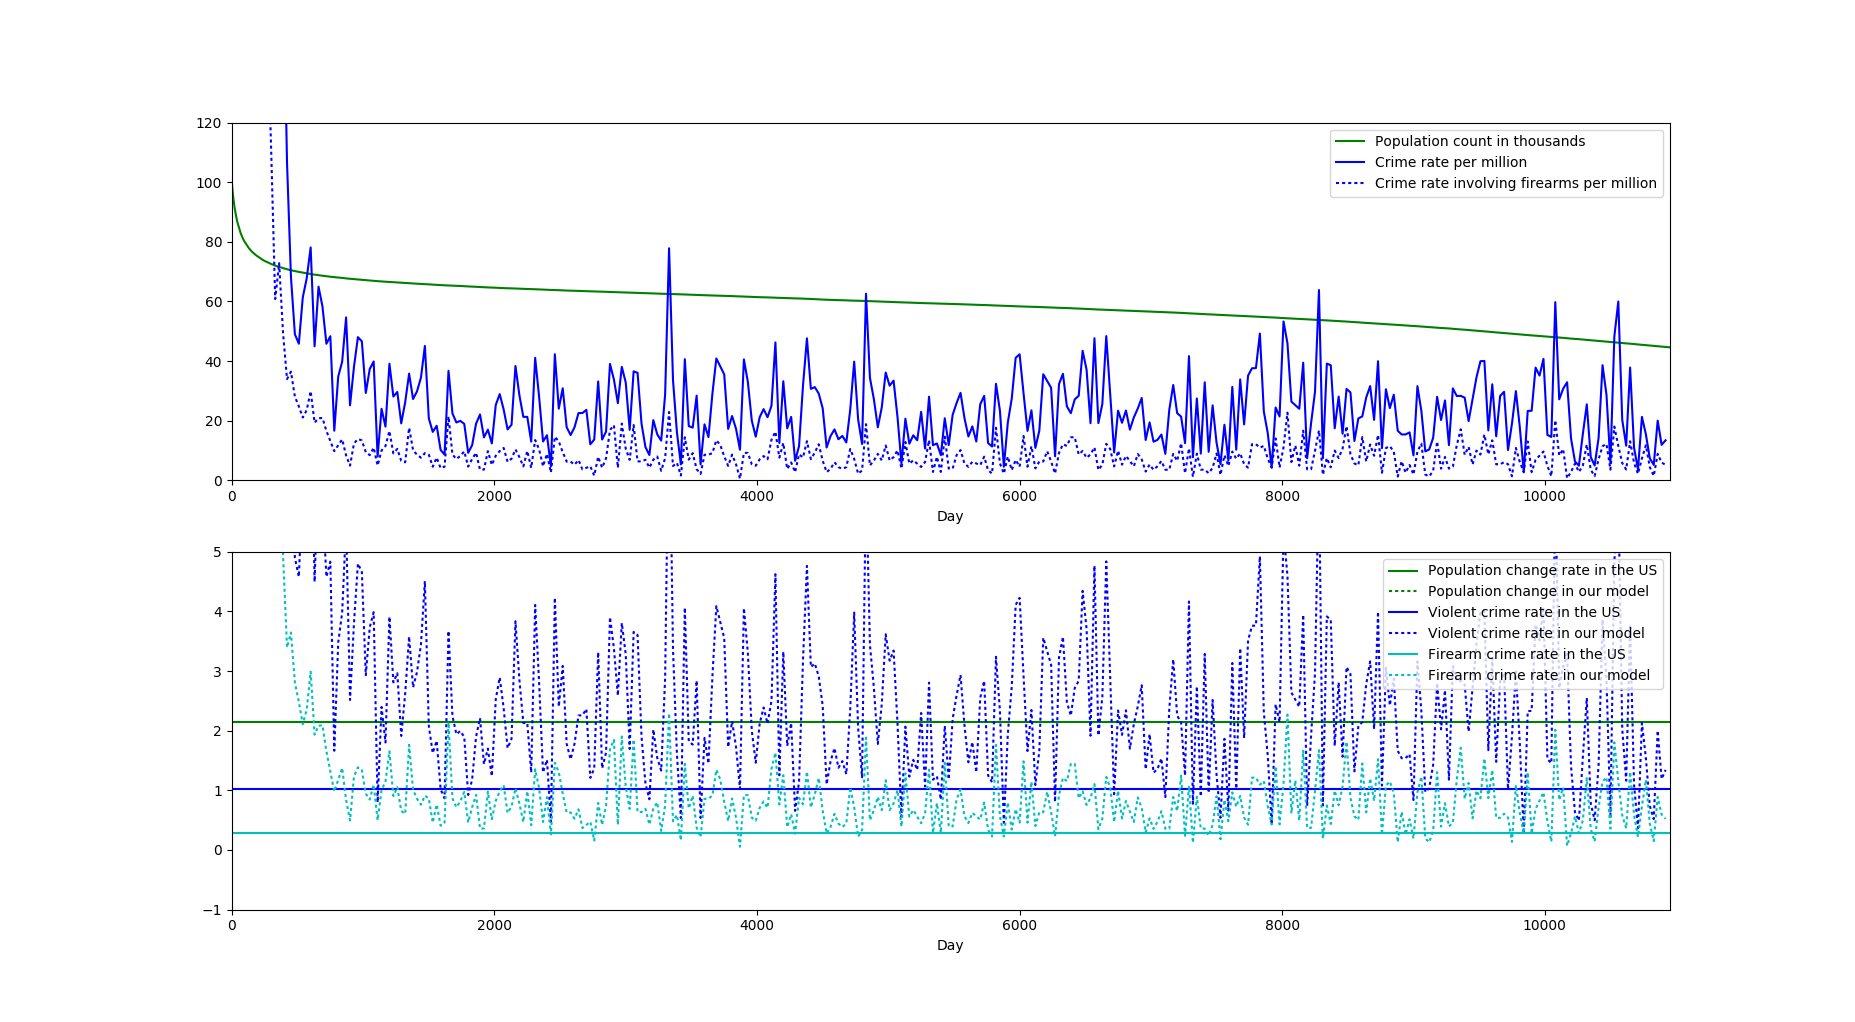 120
100
80
60
40
20
0
0 2000 4000 6000 8000 10000
Day
Population count in thousands
Crime rate per million
Crime rate involving firearms per million
5
4
3
2
1
0
−1
0 2000 4000 6000 8000 10000
Day
Population change rate in the US
Population change in our model
Violent crime rate in the US
Violent crime rate in our model
Firearm crime rate in the US
Firearm crime rate in our model